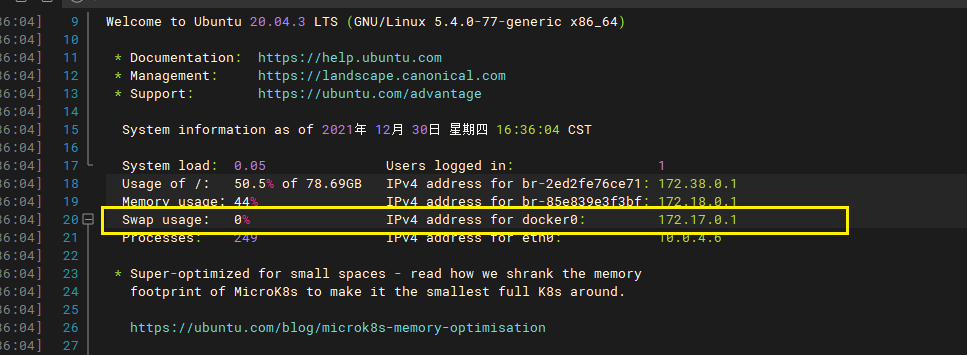 36:04] 9 Welcome to Ubuntu 20.04.3 LTS (GNU/Linux 5.4.0-77-generic x86_64)
36:04] 10
36:04] 11 * Documentation: https://help.ubuntu.com
36:04] 12 * Management: https://landscape.canonical.com
36:04] 13 * Support: https://ubuntu.com/advantage
36:04] 14
36:04] 15 System information as of 2021年 12月 30日 星期四 16:36:04 CST
36:04] 16
36:04] 17 System load: 0.05 Users logged in: 1
36:04] 18 Usage of /: 50.5% of 78.69GB IPv4 address for br-2ed2fe76ce71: 172.38.0.1
36:04] 19 Memory usage: 44% IPv4 address for br-85e839e3f3bf: 172.18.0.1
36:04] 20 Swap usage: 0% IPv4 address for docker0: 172.17.0.1
36:04] 21 Processes: 249 IPv4 address for eth0: 10.0.4.6
36:04] 22
36:04] 23 * Super-optimized for small spaces - read how we shrank the memory
36:04] 24 footprint of MicroK8s to make it the smallest full K8s around.
36:04] 25
36:04] 26 https://ubuntu.com/blog/microk8s-memory-optimisation
36:04] 27